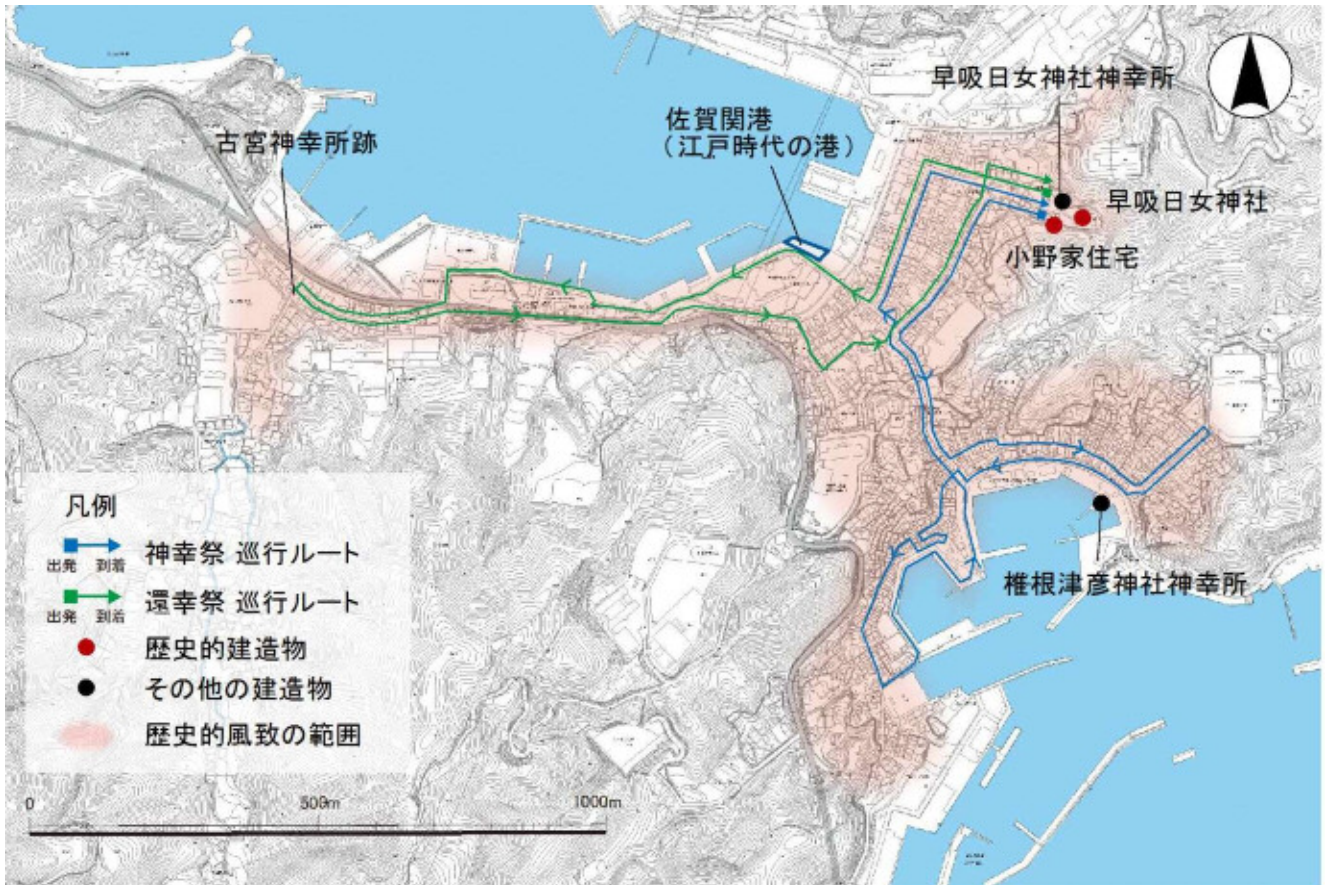 早吸日女神社神幸所
佐賀関港
(江戸時代の港)
古宮神幸所跡
早吸日女神社
小野家住宅
椎根津彦神社神幸所
凡例
神幸祭 巡行ルート
出発 到着
還幸祭 巡行ルート
出発 到着
歴史的建造物
その他の建造物
歴史的風致の範囲
0 500m 1000m